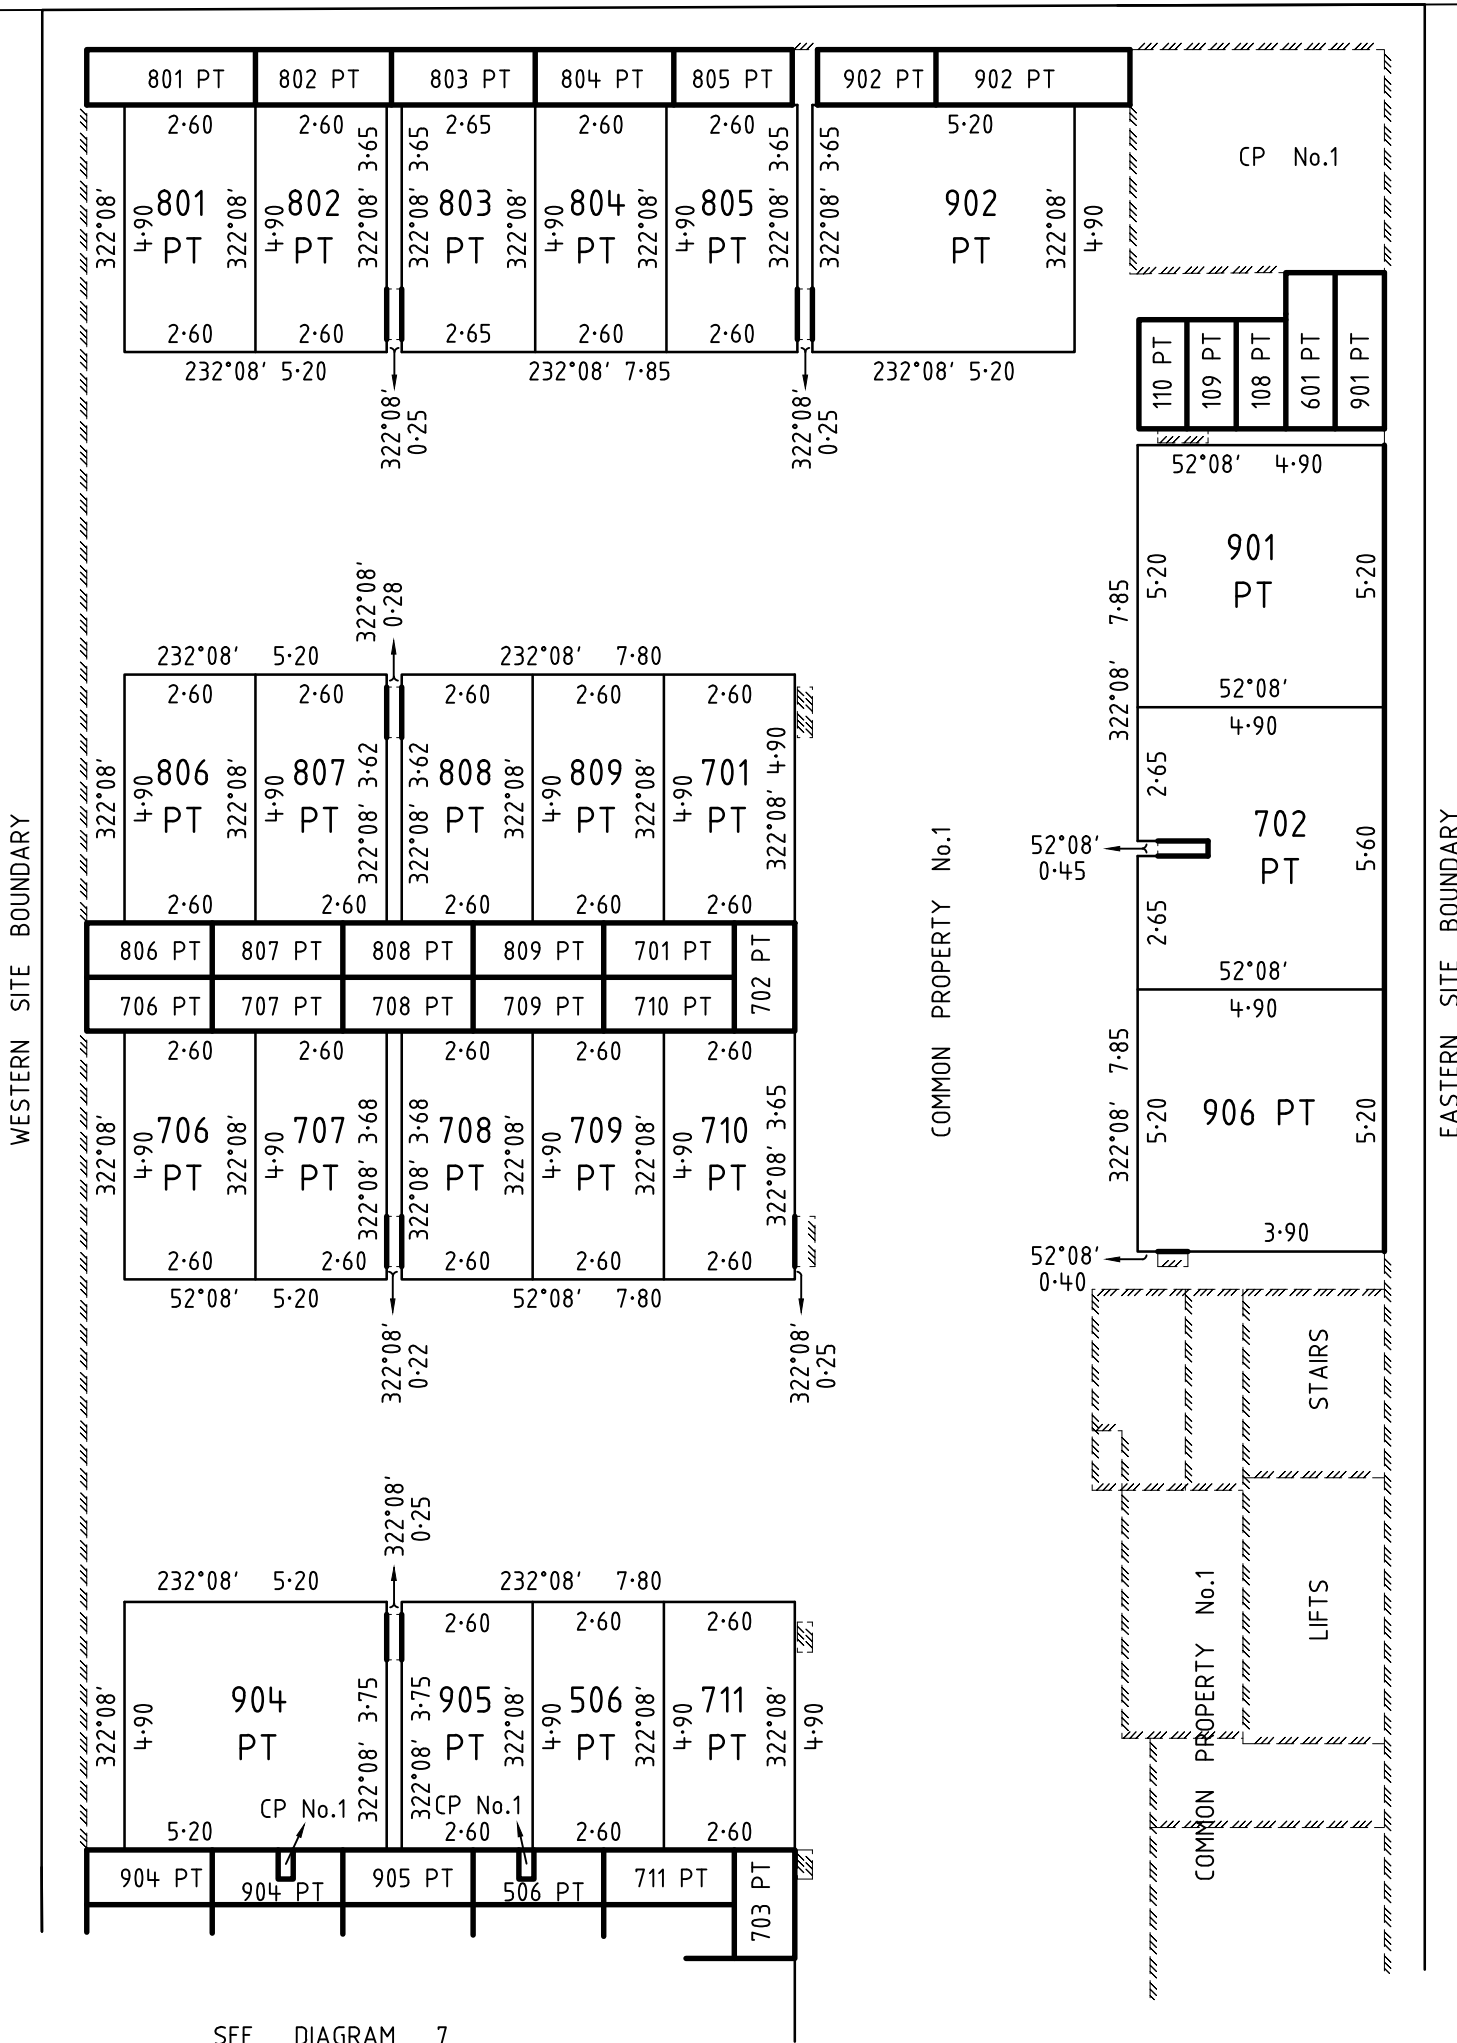 801 PT 802 PT 803 PT 804 PT 805 PT 902 PT 902 PT
2·60 2·60 2·65 2·60 2·60 5·20
3·65 3·65 3·65 3·65
CP No.1
801 802 803 804 805 902
PT PT PT PT PT PT
322°08' 4·90 322°08' 4·90 322°08' 322°08' 322°08' 4·90 322°08' 4·90 322°08' 322°08' 322°08' 4·90
2·60 2·60 2·65 2·60 2·60
232°08' 5·20 232°08' 7·85 232°08' 5·20
322°08'
0·25
322°08'
0·25
110 PT 109 PT 108 PT 601 PT 901 PT
52°08' 4·90
901
PT
5·20 5·20
322°08' 7·85
52°08'
4·90
702
PT
2·65
5·60
52°08'
0·45
2·65
52°08'
4·90
906 PT
322°08' 7·85
5·20 5·20
3·90
52°08'
0·40
322°08'
0·28
232°08' 5·20 232°08' 7·80
2·60 2·60 2·60 2·60 2·60
806 807 808 809 701
PT PT PT PT PT
322°08' 4·90 322°08' 4·90 322°08' 3·62 322°08' 3·62 322°08' 4·90 322°08' 4·90 322°08' 4·90
2·60 2·60 2·60 2·60 2·60
806 PT 807 PT 808 PT 809 PT 701 PT 702 PT
706 PT 707 PT 708 PT 709 PT 710 PT
2·60 2·60 2·60 2·60
706 707 708 709 710
PT PT PT PT PT
322°08' 4·90 322°08' 4·90 322°08' 3·68 322°08' 3·68 322°08' 4·90 322°08' 4·90 322°08' 3·65
2·60 2·60 2·60 2·60 2·60
52°08' 5·20 52°08' 7·80
322°08'
0·22
322°08'
0·25
WESTERN SITE BOUNDARY
COMMON PROPERTY No.1
EASTERN SITE BOUNDARY
STAIRS
LIFTS
COMMON PROPERTY No.1
322°08'
0·25
232°08' 5·20 232°08' 7·80
2·60 2·60 2·60
904 905 506 711
PT PT PT PT
322°08' 4·90 322°08' 3·75 322°08' 3·75 322°08' 4·90 322°08' 4·90 322°08' 4·90
CP No.1 CP No.1
5·20 2·60 2·60 2·60
904 PT 904 PT 905 PT 506 PT 711 PT 703 PT
SEE DIAGRAM 7